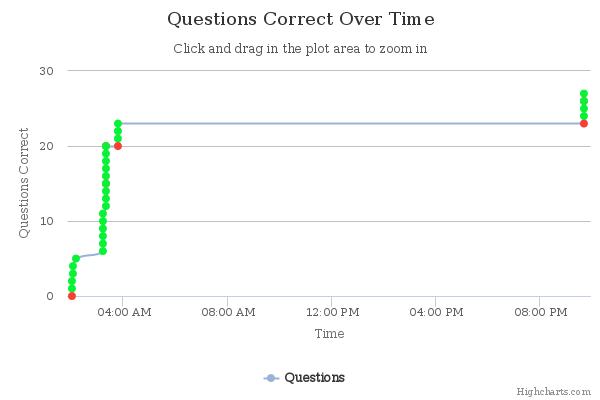 Questions Correct Over Time
Click and drag in the plot area to zoom in
Questions Correct
30
20
10
0
04:00 AM
08:00 AM
12:00 PM
04:00 PM
08:00 PM
Time
Questions
Highcharts.com